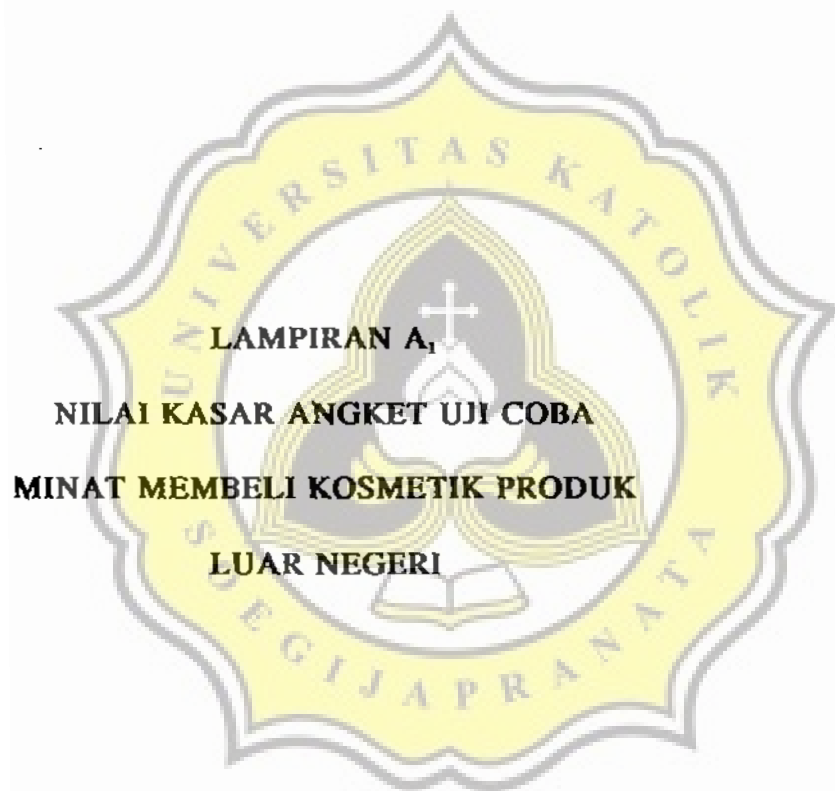 UNIVERSITAS KATOLIK
LAMPIRAN A₁
NILAI KASAR ANGKET UJI COBA
MINAT MEMBELI KOSMETIK PRODUK
LUAR NEGERI
SOEGIJAPRANATA